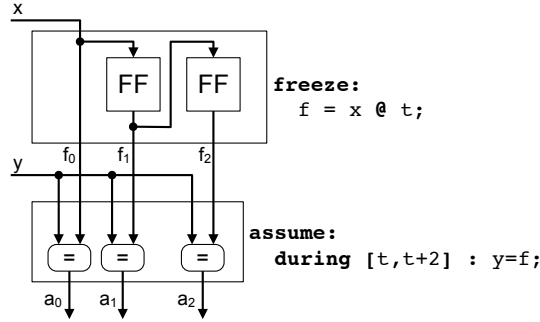 x
FF FF
freeze:
f = x @ t;
f₀ f₁ f₂
y
assume:
during [t,t+2] : y=f;
= = =
a₀ a₁ a₂